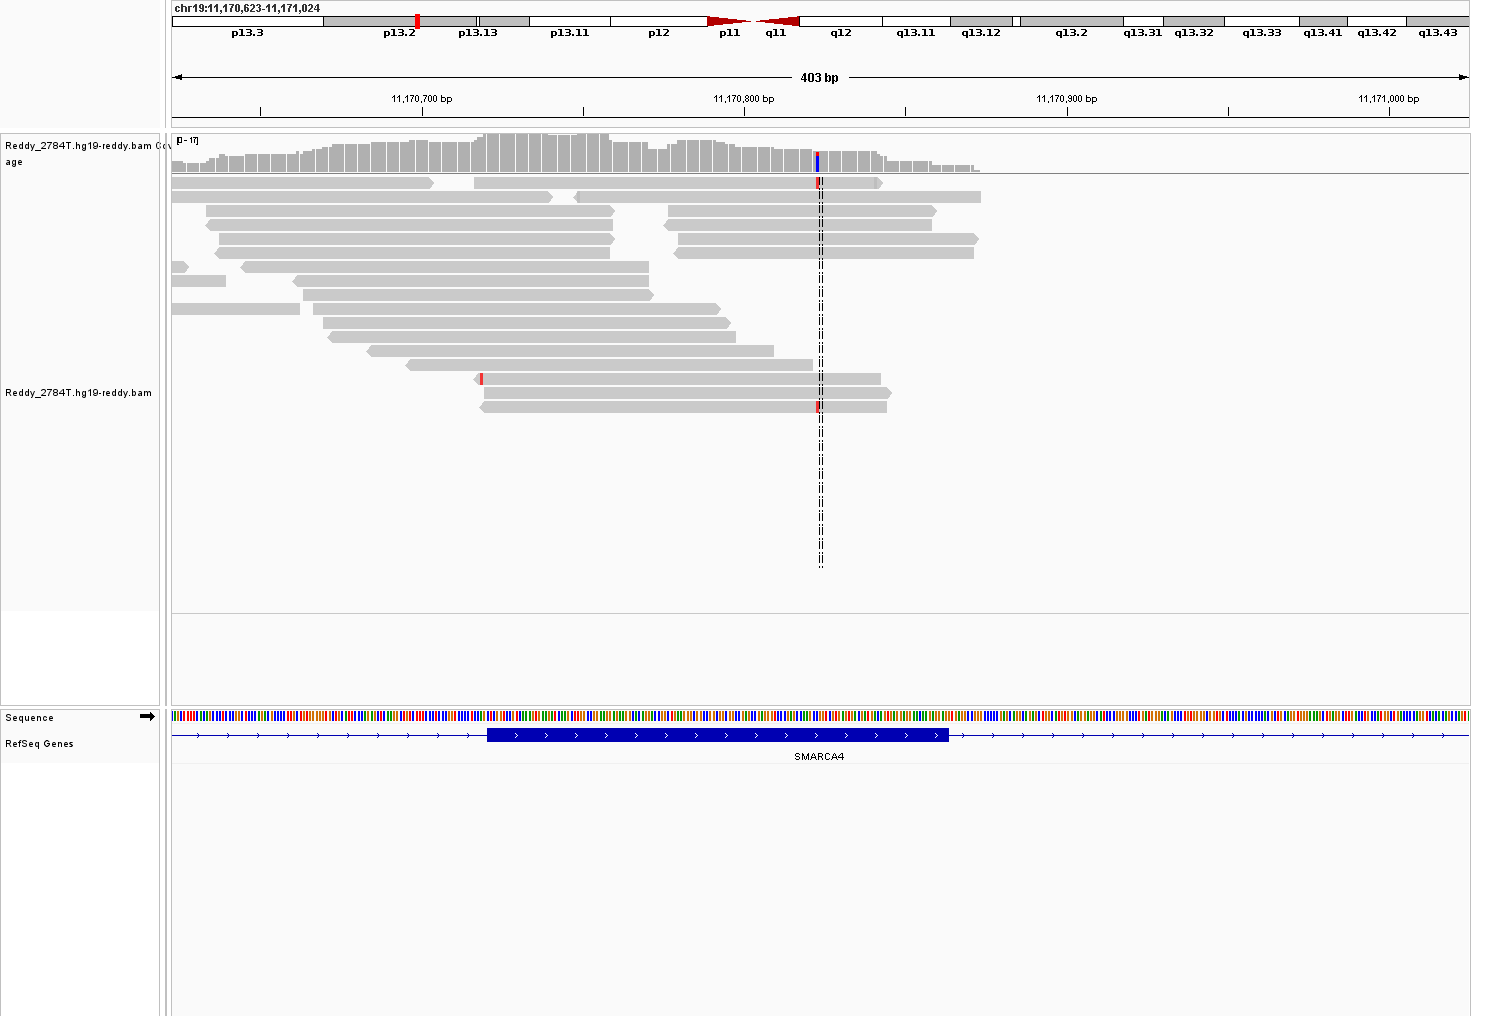 chr19:11,170,623-11,171,024
p13.3 p13.2 p13.13 p13.11 p12 p11 q11 q12 q13.11 q13.12 q13.2 q13.31 q13.32 q13.33 q13.41 q13.42 q13.43
403 bp
11,170,700 bp 11,170,800 bp 11,170,900 bp 11,171,000 bp
[0 - 17]
Reddy_2784T.hg19-reddy.bam Cov
age
Reddy_2784T.hg19-reddy.bam
Sequence
RefSeq Genes
SMARCA4